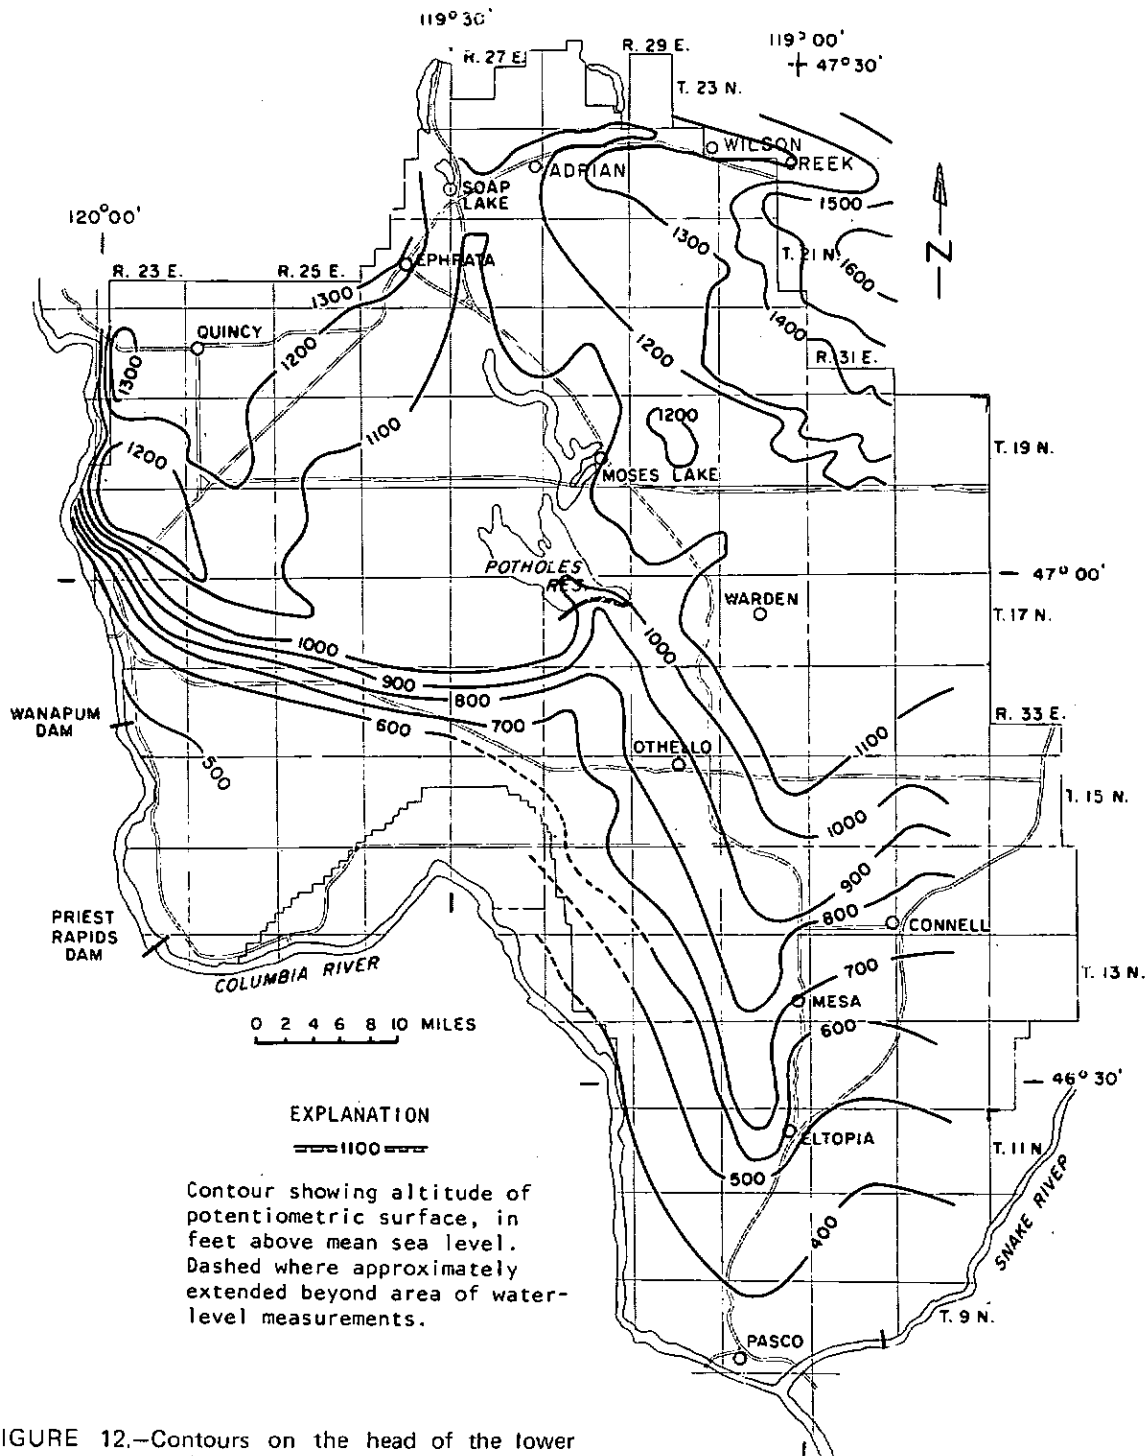 119° 30'
119° 00'
47° 30'
R. 27 E.
R. 29 E.
T. 23 N.
WILSON
CREEK
ADRIAN
SOAP
LAKE
1500
N
120° 00'
1300
T. 21 N.
1600
EPHRATA
R. 23 E.
R. 25 E.
1300
1400
QUINCY
1200
1200
R. 31 E.
1300
1100
1200
T. 19 N.
1200
MOSES LAKE
POTHOLES
RES.
47° 00'
WARDEN
T. 17 N.
1000
1000
900
800
WANAPUM
DAM
600
700
R. 33 E.
1100
500
OTHELLO
T. 15 N.
1000
900
800
PRIEST
RAPIDS
DAM
CONNELL
COLUMBIA RIVER
700
T. 13 N.
MESA
0 2 4 6 8 10 MILES
600
46° 30'
EXPLANATION
1100
ELTOPIA
T. 11 N.
500
Contour showing altitude of
potentiometric surface, in
feet above mean sea level.
Dashed where approximately
extended beyond area of water-
level measurements.
400
SNAKE RIVER
T. 9 N.
PASCO
IGURE 12.—Contours on the head of the lower